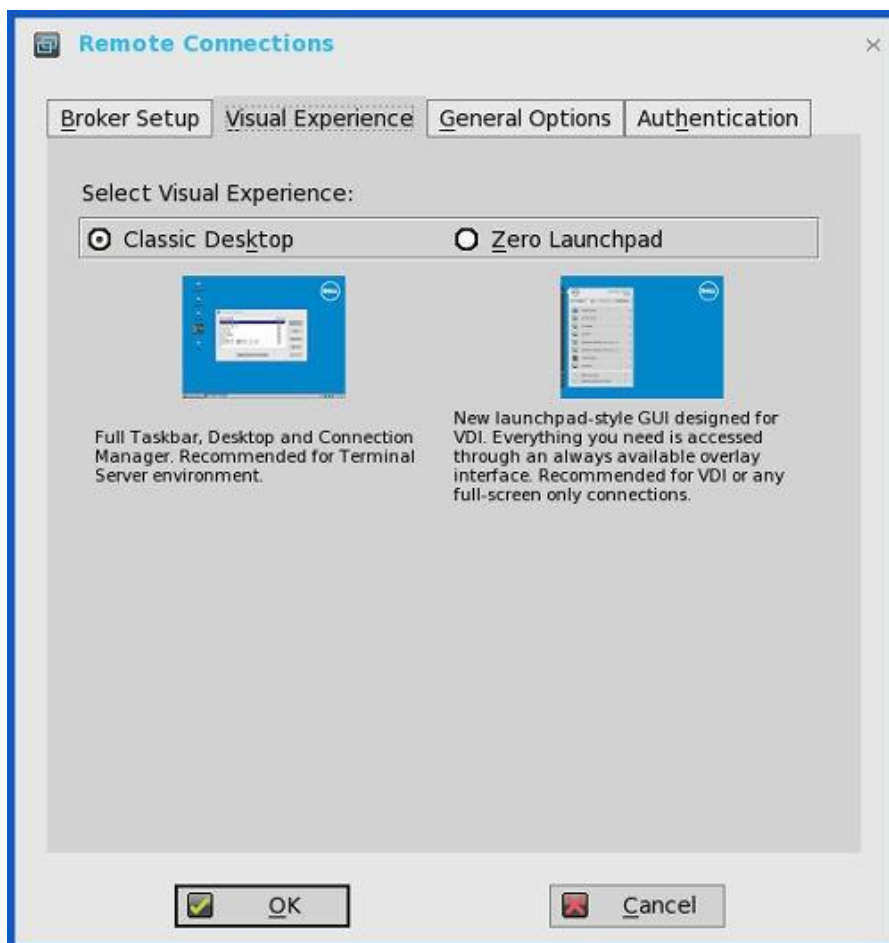 Remote Connections
Broker Setup Visual Experience General Options Authentication
Select Visual Experience:
Classic Desktop Zero Launchpad
Full Taskbar, Desktop and Connection
Manager. Recommended for Terminal
Server environment.
New launchpad-style GUI designed for
VDI. Everything you need is accessed
through an always available overlay
interface. Recommended for VDI or any
full-screen only connections.
OK Cancel